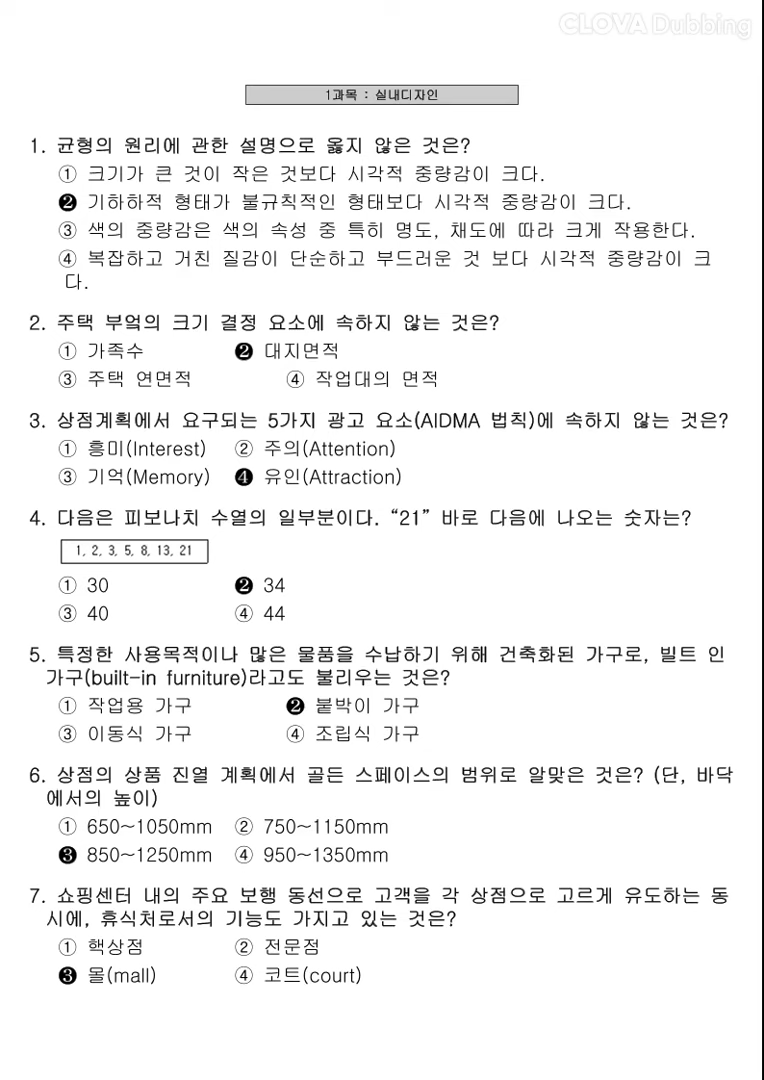 CLOVA Dubbing
1과목 : 실내디자인
1. 균형의 원리에 관한 설명으로 옳지 않은 것은?
① 크기가 큰 것이 작은 것보다 시각적 중량감이 크다.
❷ 기하하적 형태가 불규칙적인 형태보다 시각적 중량감이 크다.
③ 색의 중량감은 색의 속성 중 특히 명도, 채도에 따라 크게 작용한다.
④ 복잡하고 거친 질감이 단순하고 부드러운 것 보다 시각적 중량감이 크
다.
2. 주택 부엌의 크기 결정 요소에 속하지 않는 것은?
① 가족수 ❷ 대지면적
③ 주택 연면적 ④ 작업대의 면적
3. 상점계획에서 요구되는 5가지 광고 요소(AIDMA 법칙)에 속하지 않는 것은?
① 흥미(Interest) ② 주의(Attention)
③ 기억(Memory) ❹ 유인(Attraction)
4. 다음은 피보나치 수열의 일부분이다. “21” 바로 다음에 나오는 숫자는?
1, 2, 3, 5, 8, 13, 21
① 30 ❷ 34
③ 40 ④ 44
5. 특정한 사용목적이나 많은 물품을 수납하기 위해 건축화된 가구로, 빌트 인
가구(built-in furniture)라고도 불리우는 것은?
① 작업용 가구 ❷ 붙박이 가구
③ 이동식 가구 ④ 조립식 가구
6. 상점의 상품 진열 계획에서 골든 스페이스의 범위로 알맞은 것은? (단, 바닥
에서의 높이)
① 650~1050mm ② 750~1150mm
❸ 850~1250mm ④ 950~1350mm
7. 쇼핑센터 내의 주요 보행 동선으로 고객을 각 상점으로 고르게 유도하는 동
시에, 휴식처로서의 기능도 가지고 있는 것은?
① 핵상점 ② 전문점
❸ 몰(mall) ④ 코트(court)